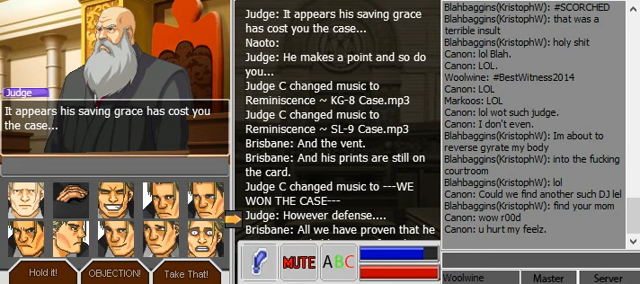 Judge
It appears his saving grace has cost you
the case...
Hold it!
OBJECTION!
Take That!
Judge: It appears his saving grace
has cost you the case...
Naoto:
Judge: He makes a point and so do
you...
Judge C changed music to
Reminiscence ~ KG-8 Case.mp3
Judge C changed music to
Reminiscence ~ SL-9 Case.mp3
Brisbane: And the vent.
Brisbane: And his prints are still on
the card.
Judge C changed music to ---WE
WON THE CASE---
Judge: However defense....
Brisbane: All we have proven that he
MUTE
ABC
Blahbaggins(KristophW): #SCORCHED
Blahbaggins(KristophW): that was a
terrible insult
Blahbaggins(KristophW): holy shit
Canon: lol Blah.
Canon: LOL.
Woolwine: #BestWitness2014
Canon: LOL
Markoos: LOL
Canon: lol wot such judge.
Canon: I don't even.
Blahbaggins(KristophW): Im about to
reverse gyrate my body
Blahbaggins(KristophW): into the fucking
courtroom
Blahbaggins(KristophW): lol
Canon: Could we find another such DJ lel
Blahbaggins(KristophW): find your mom
Canon: wow r00d
Canon: u hurt my feelz.
Woolwine
Master
Server